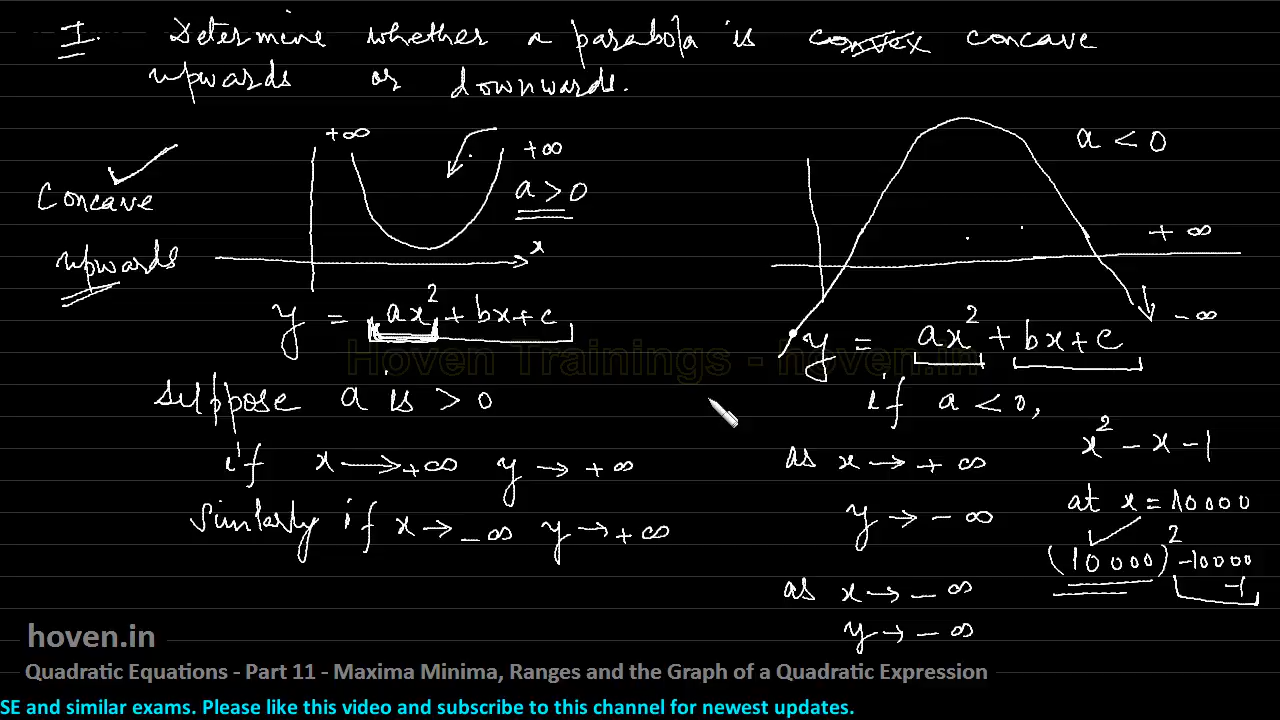 I. Determine whether a parabola is convex concave
upwards or downwards.
+∞
+∞
a > 0
x
Concave
upwards
y = ax² + bx + c
suppose a is > 0
if x → +∞ y → +∞
similarly if x → -∞ y → +∞
a < 0
+ ∞
- ∞
y = ax² + bx + c
if a < 0,
as x → + ∞
y → - ∞
as x → - ∞
y → - ∞
x² - x - 1
at x = 10000
(10000)² -10000
-1
Hoven Trainings - hoven.in
hoven.in
Quadratic Equations - Part 11 - Maxima Minima, Ranges and the Graph of a Quadratic Expression
SE and similar exams. Please like this video and subscribe to this channel for newest updates.